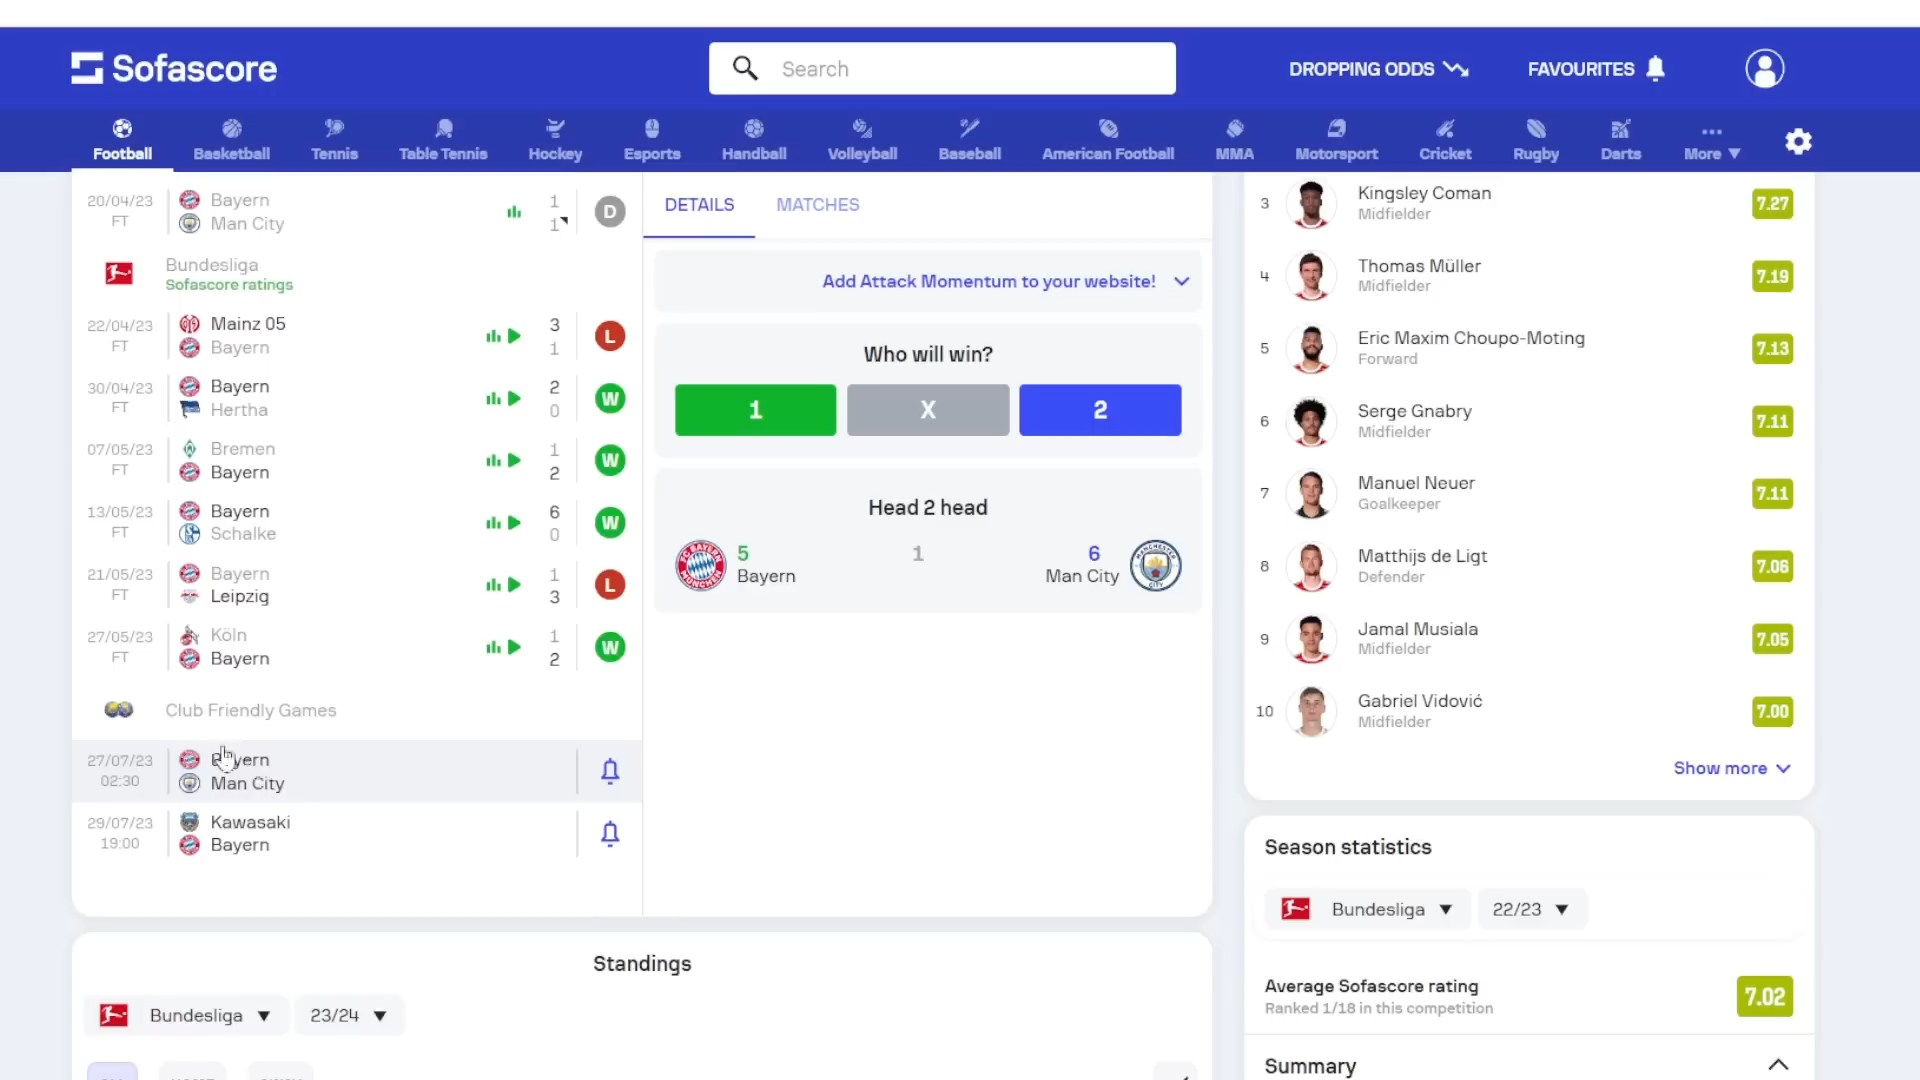 Sofascore
Search
DROPPING ODDS
FAVOURITES
Football
Basketball
Tennis
Table Tennis
Hockey
Esports
Handball
Volleyball
Baseball
American Football
MMA
Motorsport
Cricket
Rugby
Darts
More ▼
20/04/23
FT
Bayern
Man City
1
1
D
Bundesliga
Sofascore ratings
22/04/23
FT
Mainz 05
Bayern
3
1
L
30/04/23
FT
Bayern
Hertha
2
0
W
07/05/23
FT
Bremen
Bayern
1
2
W
13/05/23
FT
Bayern
Schalke
6
0
W
21/05/23
FT
Bayern
Leipzig
1
3
L
27/05/23
FT
Köln
Bayern
1
2
W
Club Friendly Games
27/07/23
02:30
Bayern
Man City
29/07/23
19:00
Kawasaki
Bayern
DETAILS
MATCHES
Add Attack Momentum to your website!
Who will win?
1
X
2
Head 2 head
5
Bayern
1
6
Man City
3
Kingsley Coman
Midfielder
7.27
4
Thomas Müller
Midfielder
7.19
5
Eric Maxim Choupo-Moting
Forward
7.13
6
Serge Gnabry
Midfielder
7.11
7
Manuel Neuer
Goalkeeper
7.11
8
Matthijs de Ligt
Defender
7.06
9
Jamal Musiala
Midfielder
7.05
10
Gabriel Vidović
Midfielder
7.00
Show more
Season statistics
Bundesliga ▼
22/23 ▼
Average Sofascore rating
Ranked 1/18 in this competition
7.02
Summary
Standings
Bundesliga ▼
23/24 ▼